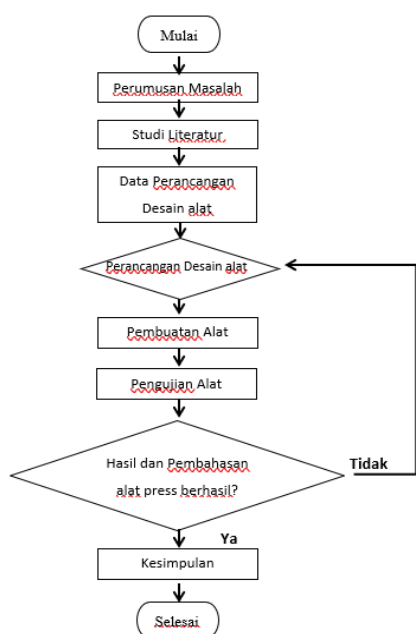 Mulai
Perumusan Masalah
Studi Literatur
Data Perancangan
Desain alat
Perancangan Desain alat
Pembuatan Alat
Pengujian Alat
Hasil dan Pembahasan
alat press berhasil?
Tidak
Ya
Kesimpulan
Selesai